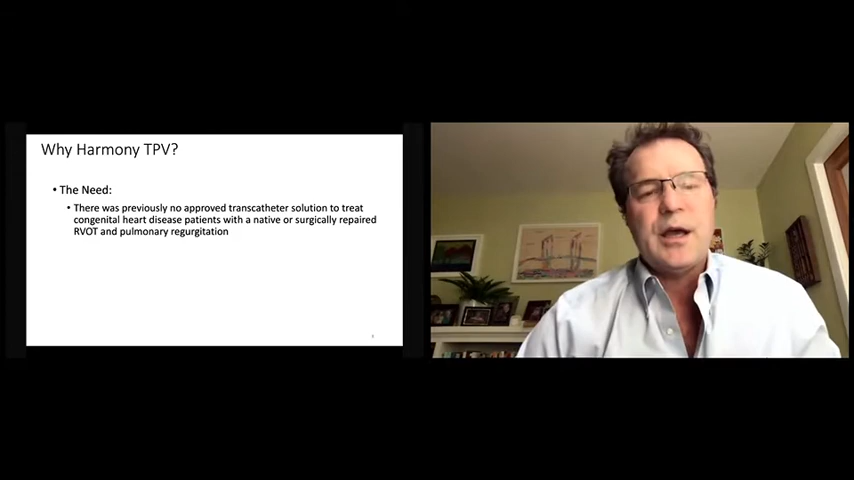 Why Harmony TPV?
• The Need:
• There was previously no approved transcatheter solution to treat
congenital heart disease patients with a native or surgically repaired
RVOT and pulmonary regurgitation